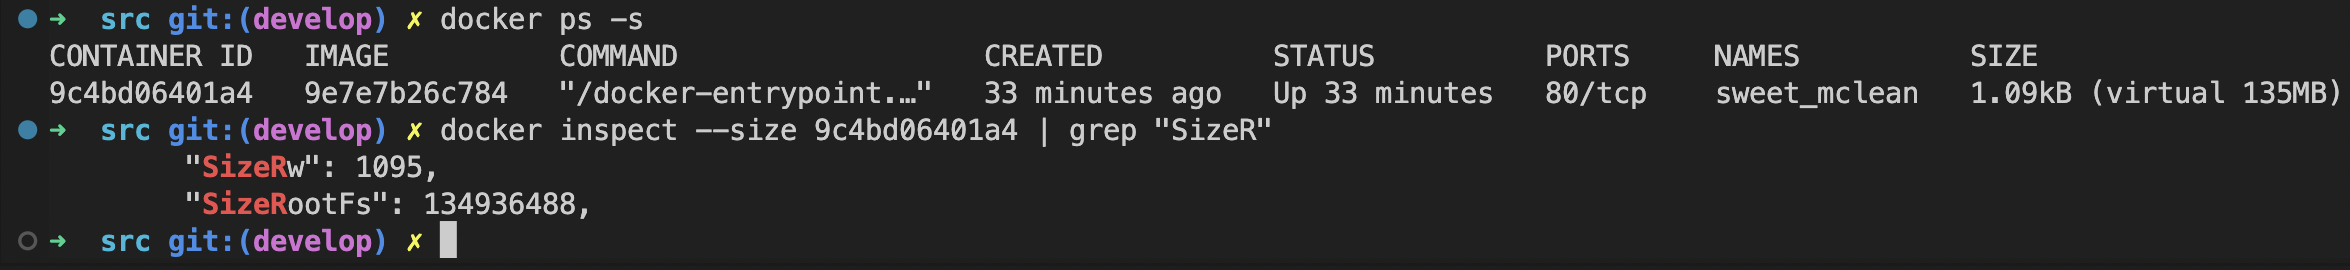 ➜ src git:(develop) ✗ docker ps -s
CONTAINER ID IMAGE COMMAND CREATED STATUS PORTS NAMES SIZE
9c4bd06401a4 9e7e7b26c784 "/docker-entrypoint.…" 33 minutes ago Up 33 minutes 80/tcp sweet_mclean 1.09kB (virtual 135MB)
➜ src git:(develop) ✗ docker inspect --size 9c4bd06401a4 | grep "SizeR"
"SizeRw": 1095,
"SizeRootFs": 134936488,
➜ src git:(develop) ✗